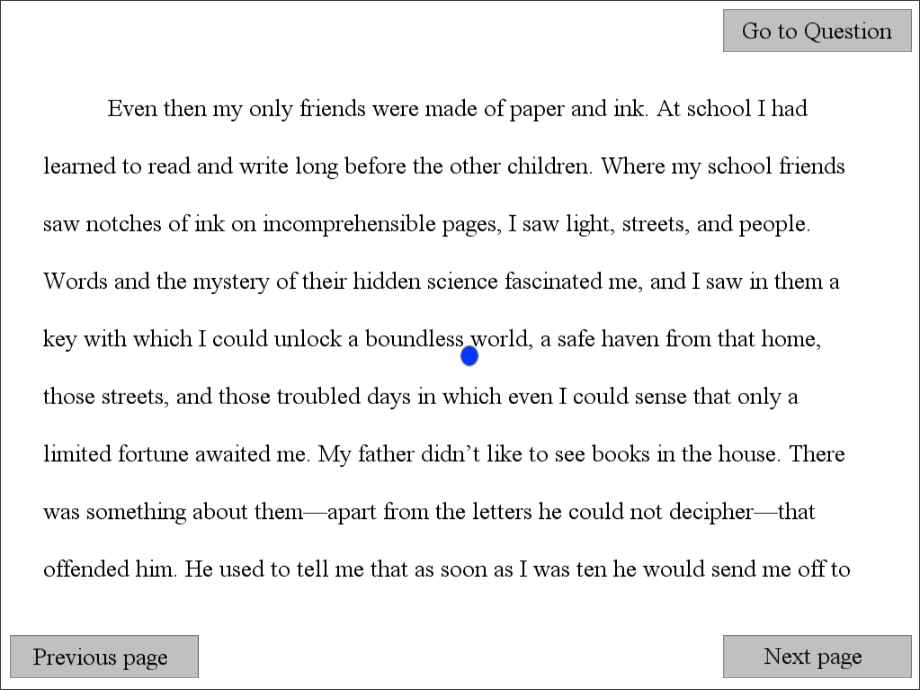 Go to Question
Even then my only friends were made of paper and ink. At school I had
learned to read and write long before the other children. Where my school friends
saw notches of ink on incomprehensible pages, I saw light, streets, and people.
Words and the mystery of their hidden science fascinated me, and I saw in them a
key with which I could unlock a boundless world, a safe haven from that home,
those streets, and those troubled days in which even I could sense that only a
limited fortune awaited me. My father didn’t like to see books in the house. There
was something about them—apart from the letters he could not decipher—that
offended him. He used to tell me that as soon as I was ten he would send me off to
Previous page
Next page